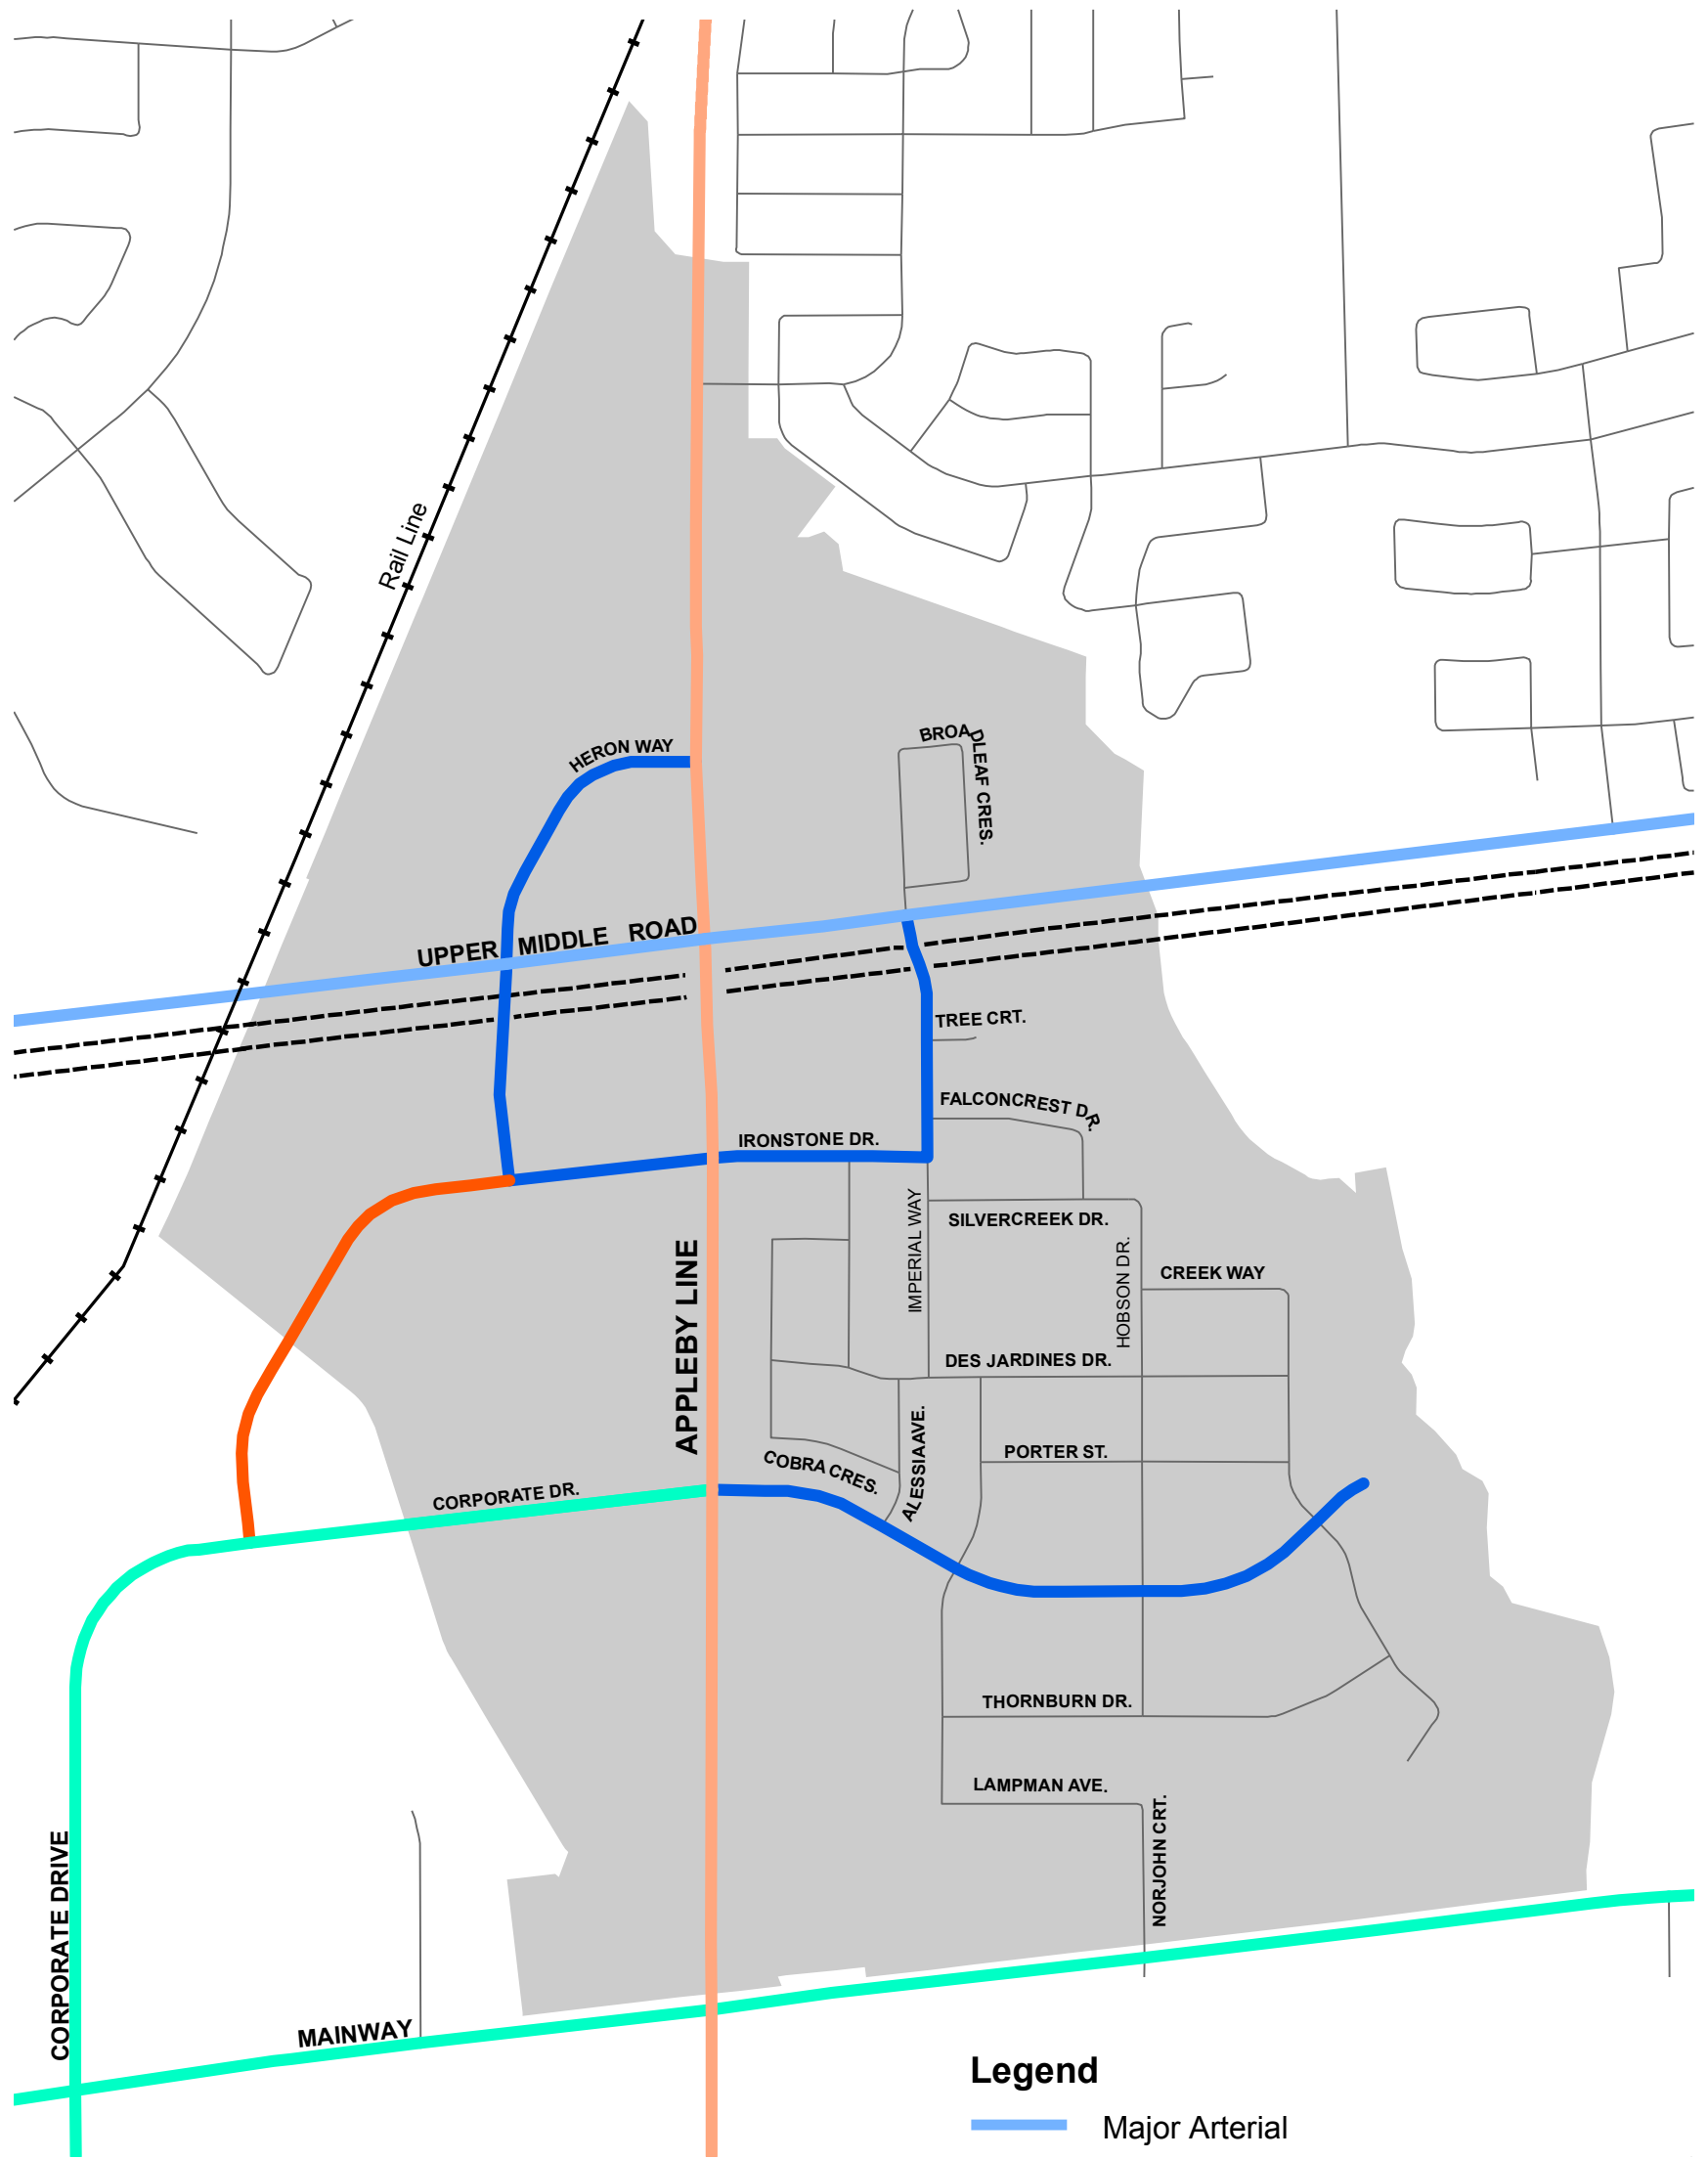 Rail Line
HERON WAY
BROADLEAF CRES.
UPPER MIDDLE ROAD
TREE CRT.
FALCONCREST DR.
IRONSTONE DR.
IMPERIAL WAY
SILVERCREEK DR.
HOBSON DR.
CREEK WAY
APPLEBY LINE
DES JARDINES DR.
ALESSIA AVE.
PORTER ST.
COBRA CRES.
CORPORATE DR.
THORNBURN DR.
LAMPMAN AVE.
NORJOHN CRT.
CORPORATE DRIVE
MAINWAY
Legend
Major Arterial